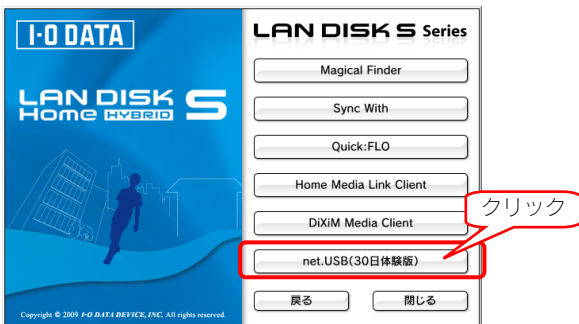 I·O DATA
LAN DISK
Home HYBRID S
LAN DISK S Series
Magical Finder
Sync With
Quick:FLO
Home Media Link Client
DiXiM Media Client
クリック
net.USB(30日体験版)
戻る
閉じる
Copyright © 2009 I-O DATA DEVICE, INC. All rights reserved.